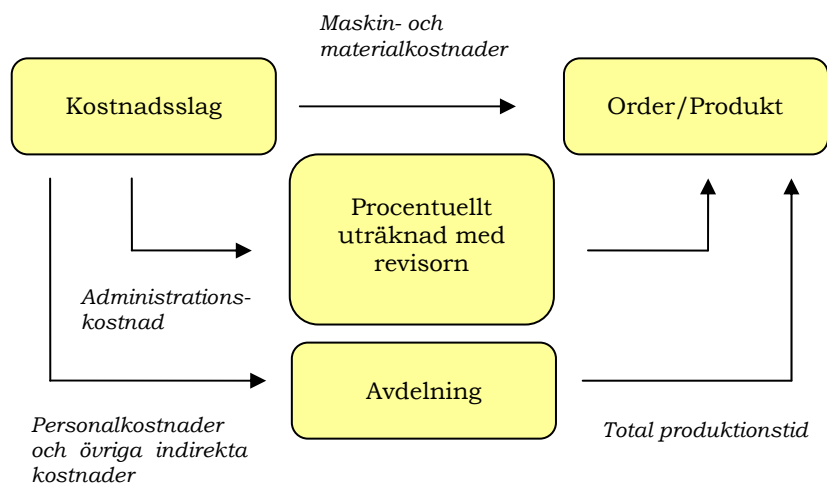 Maskin- och
materialkostnader
Kostnadsslag
Order/Produkt
Procentuellt
uträknad med
revisorn
Administrations-
kostnad
Avdelning
Personalkostnader
och övriga indirekta
kostnader
Total produktionstid